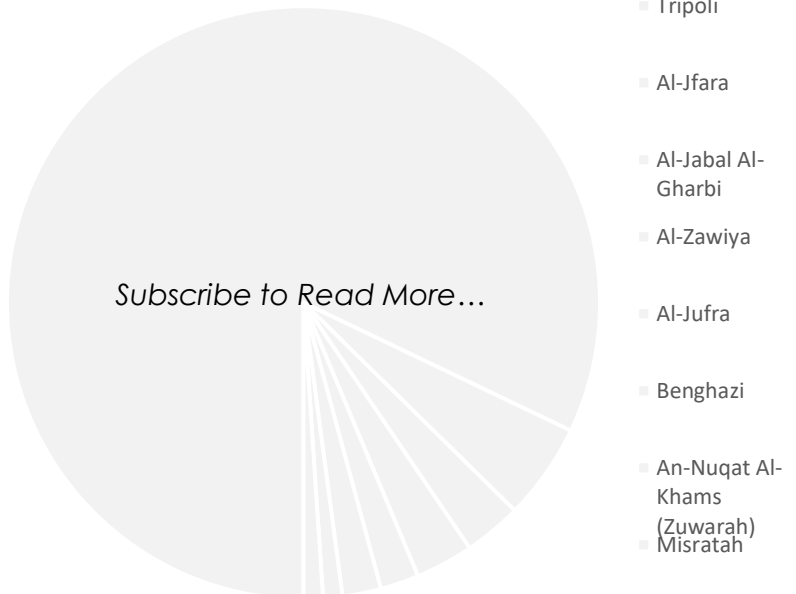 Tripoli
Al-Jfara
Al-Jabal Al-
Gharbi
Al-Zawiya
Subscribe to Read More…
Al-Jufra
Benghazi
An-Nuqat Al-
Khams
(Zuwarah)
Misratah